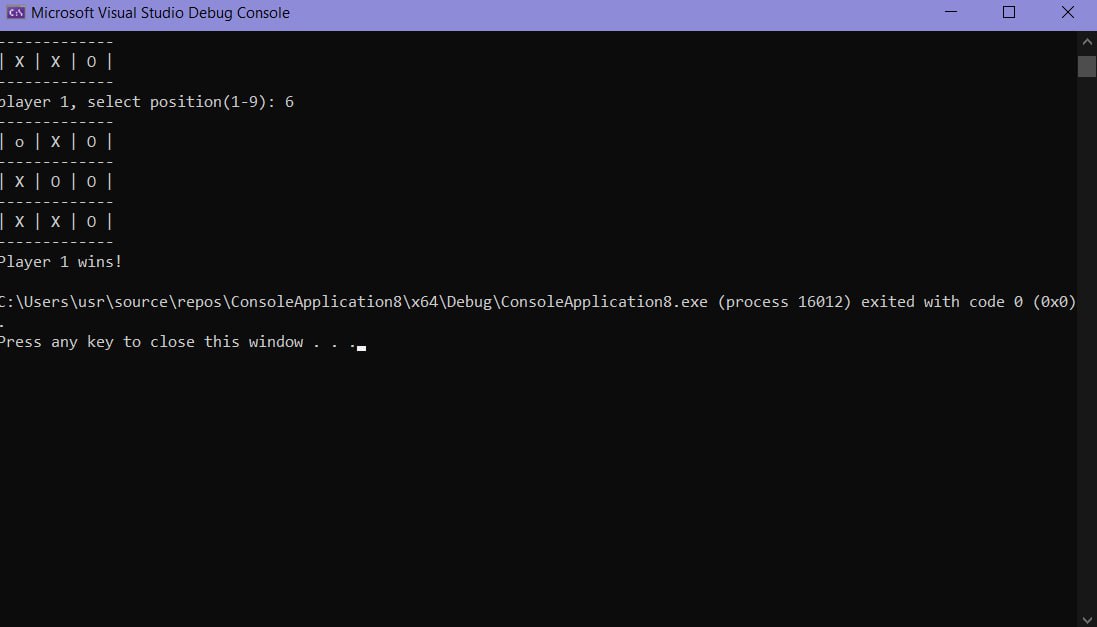 Microsoft Visual Studio Debug Console
-------------
| X | X | O |
-------------
player 1, select position(1-9): 6
-------------
| o | X | O |
-------------
| X | O | O |
-------------
| X | X | O |
-------------
Player 1 wins!
C:\Users\usr\source\repos\ConsoleApplication8\x64\Debug\ConsoleApplication8.exe (process 16012) exited with code 0 (0x0)
.
Press any key to close this window . . .